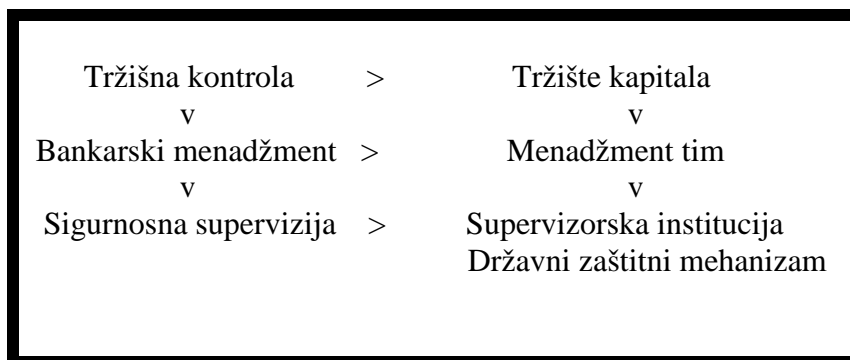 Tržišna kontrola > Tržište kapitala
v v
Bankarski menadžment > Menadžment tim
v v
Sigurnosna supervizija > Supervizorska institucija
Državni zaštitni mehanizam